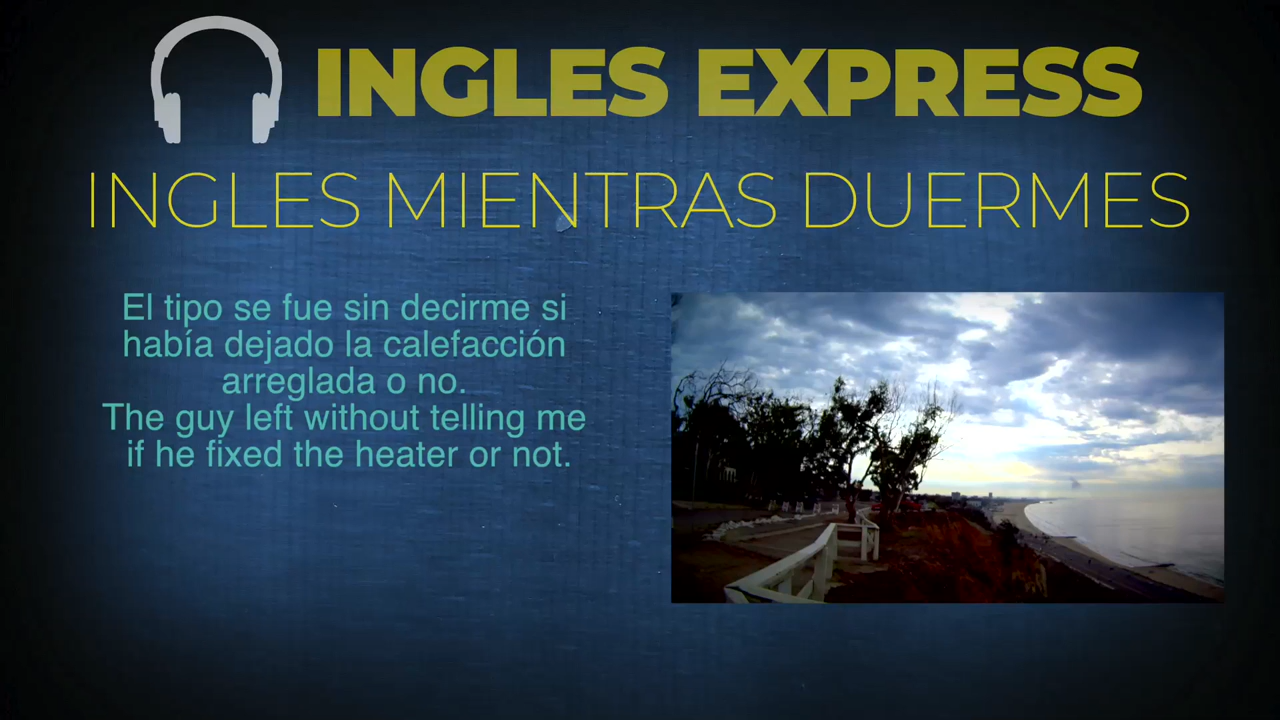 INGLES EXPRESS
INGLES MIENTRAS DUERMES
El tipo se fue sin decirme si
había dejado la calefacción
arreglada o no.
The guy left without telling me
if he fixed the heater or not.